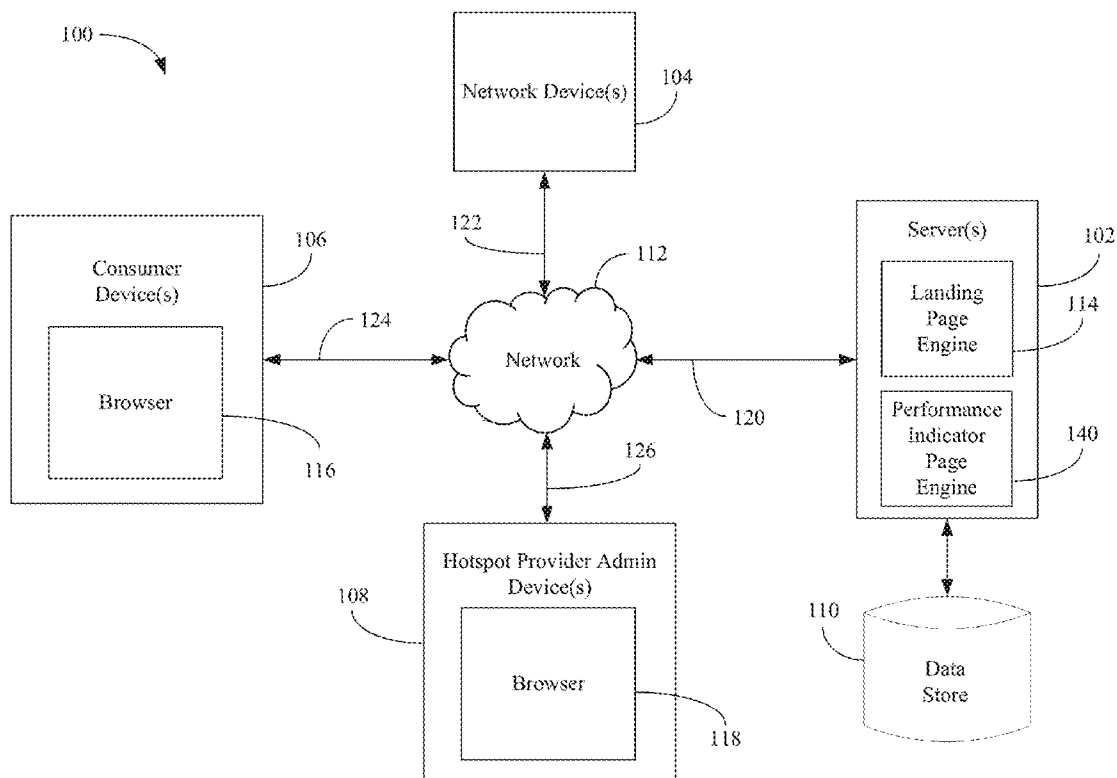 100
Network Device(s)
104
122
112
Consumer
Device(s)
106
Browser
116
124
Network
120
Server(s)
102
Landing
Page
Engine
114
Performance
Indicator
Page
Engine
140
126
Hotspot Provider Admin
Device(s)
108
Browser
118
110
Data
Store